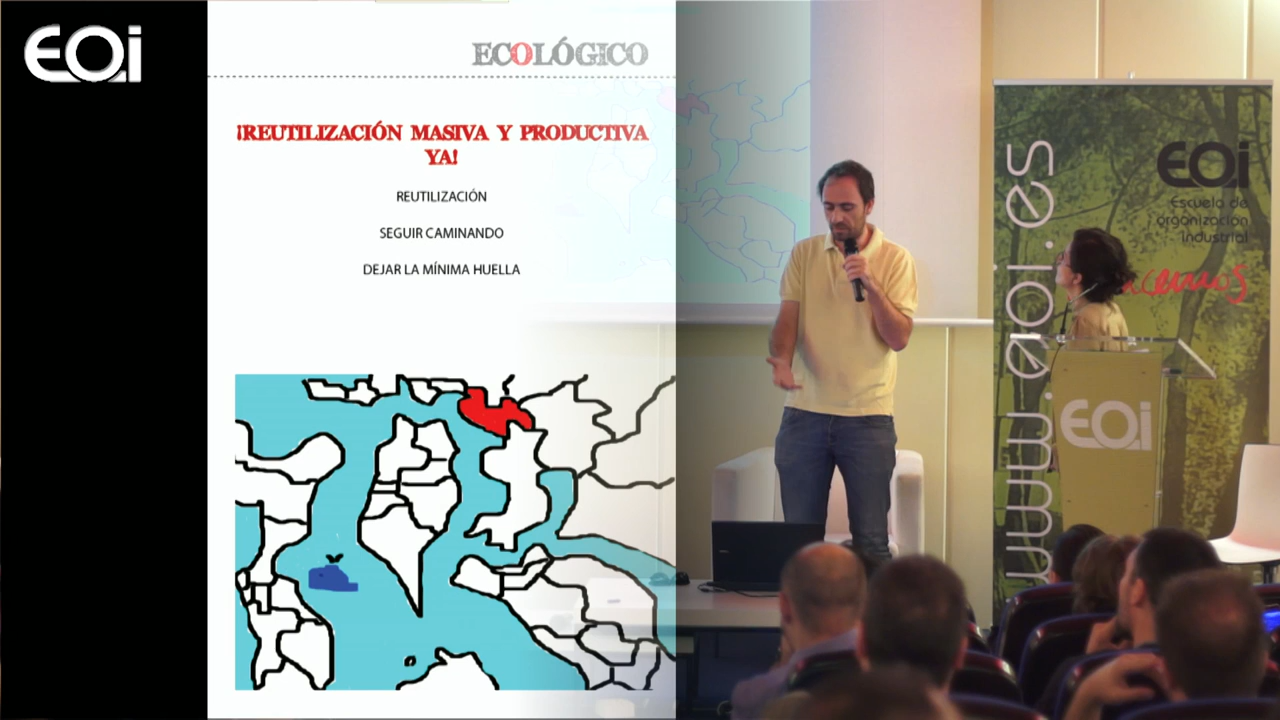 EOi
ECOLÓGICO
¡REUTILIZACIÓN MASIVA Y PRODUCTIVA
YA!
REUTILIZACIÓN
SEGUIR CAMINANDO
DEJAR LA MÍNIMA HUELLA
www.eoi.es
EOi
Escuela de
organización
industrial
EOi